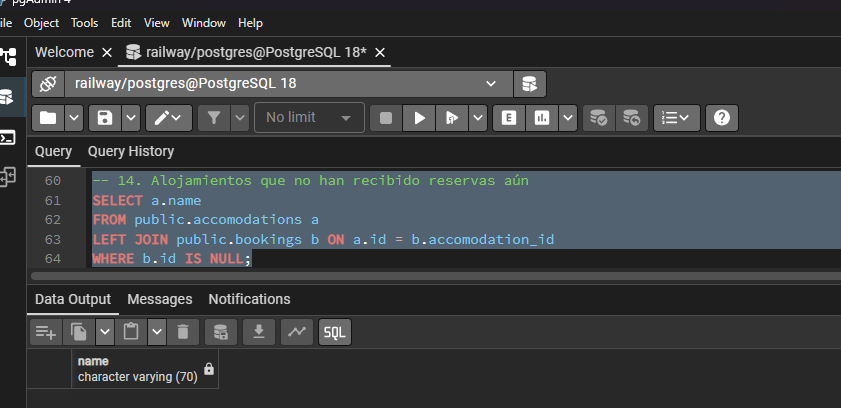 pgAdmin 4
ile Object Tools Edit View Window Help
Welcome railway/postgres@PostgreSQL 18*
railway/postgres@PostgreSQL 18
No limit
E
Query Query History
60 -- 14. Alojamientos que no han recibido reservas aún
61 SELECT a.name
62 FROM public.accomodations a
63 LEFT JOIN public.bookings b ON a.id = b.accomodation_id
64 WHERE b.id IS NULL;
Data Output Messages Notifications
SQL
name
character varying (70)